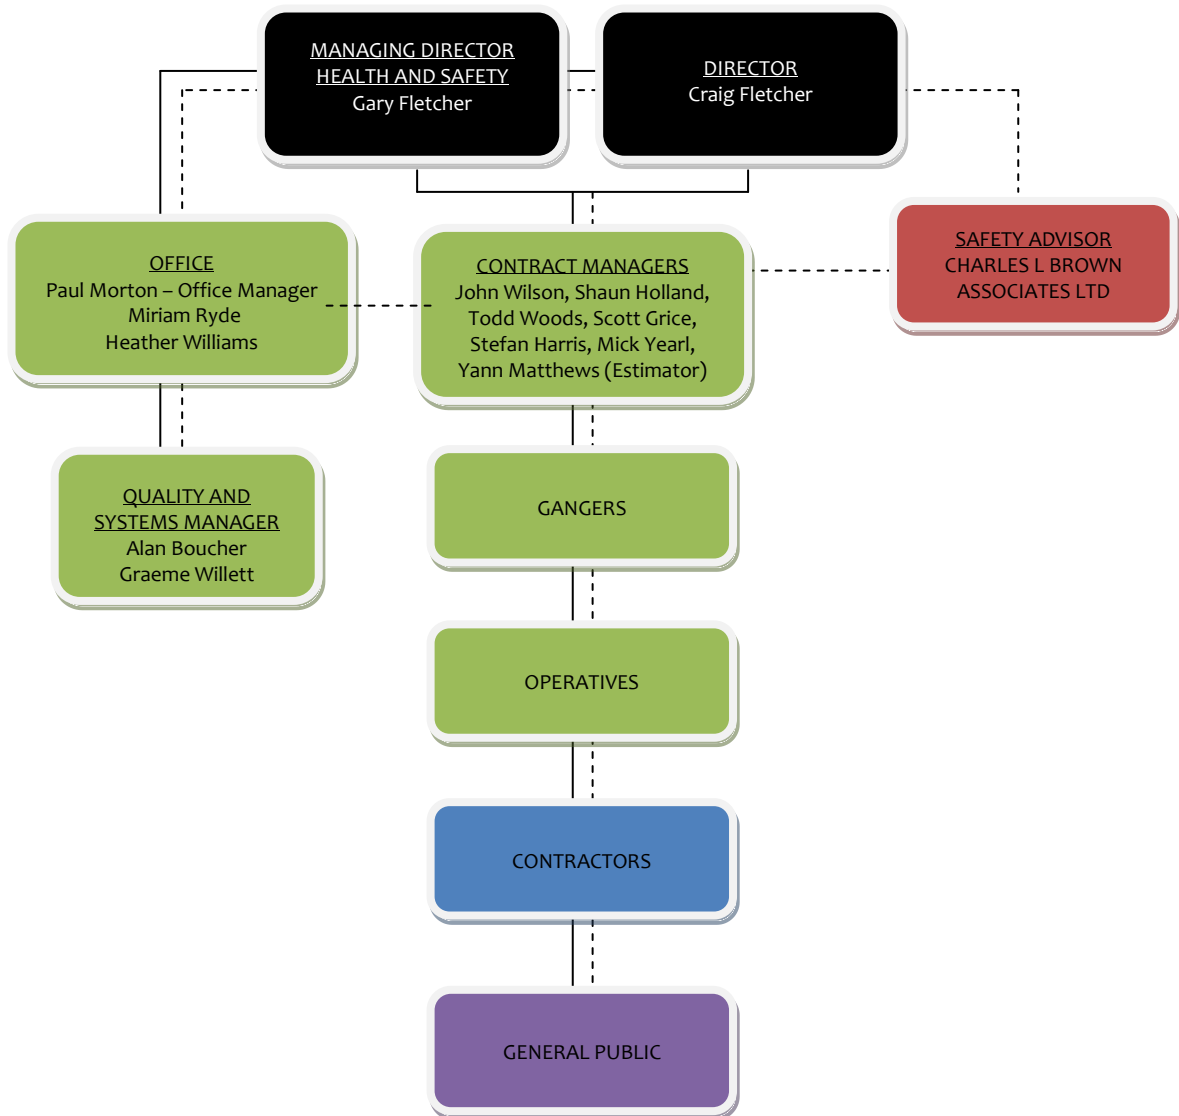 MANAGING DIRECTOR
HEALTH AND SAFETY
Gary Fletcher
DIRECTOR
Craig Fletcher
OFFICE
Paul Morton – Office Manager
Miriam Ryde
Heather Williams
CONTRACT MANAGERS
John Wilson, Shaun Holland,
Todd Woods, Scott Grice,
Stefan Harris, Mick Yearl,
Yann Matthews (Estimator)
SAFETY ADVISOR
CHARLES L BROWN
ASSOCIATES LTD
QUALITY AND
SYSTEMS MANAGER
Alan Boucher
Graeme Willett
GANGERS
OPERATIVES
CONTRACTORS
GENERAL PUBLIC